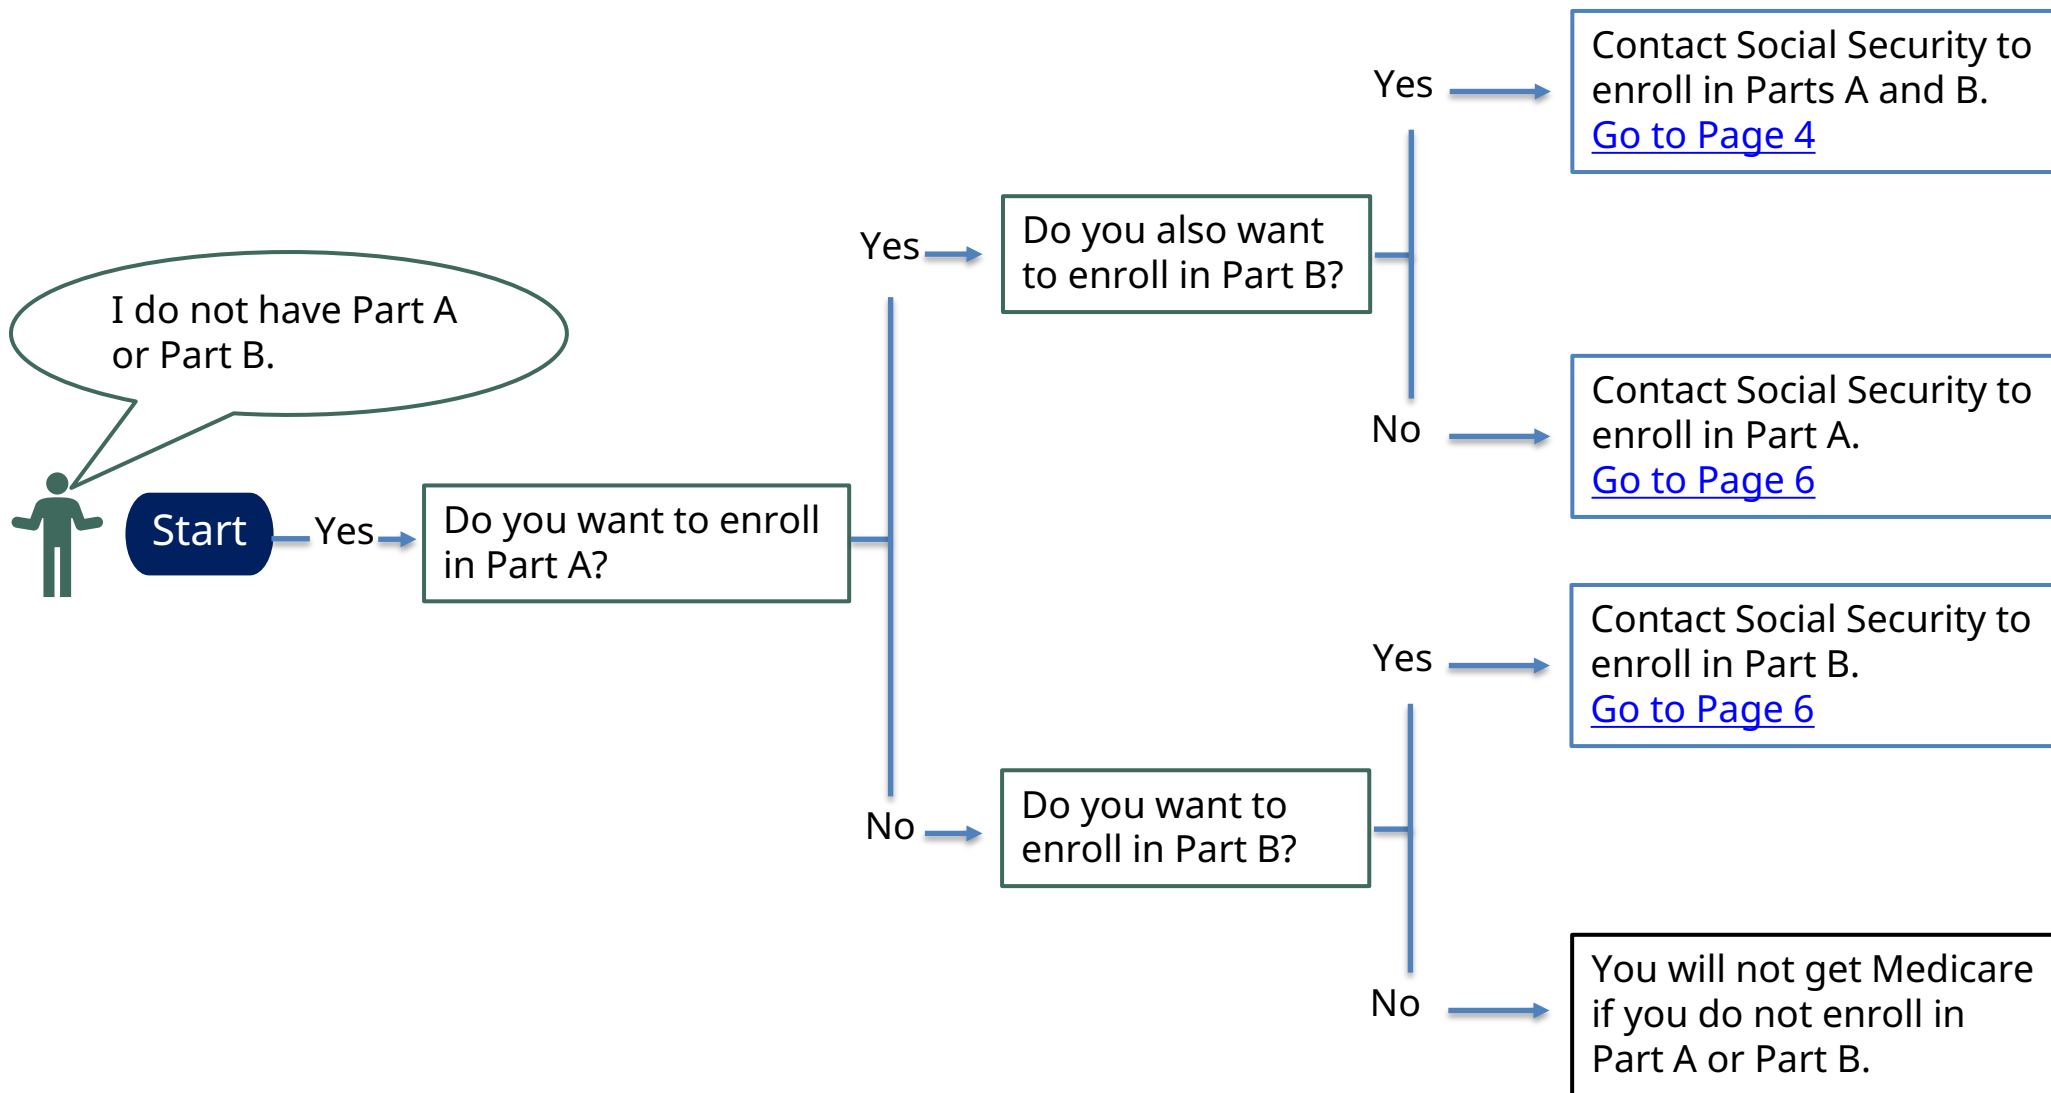 I do not have Part A
or Part B.
Start
Yes
Do you want to enroll
in Part A?
Yes
Do you also want
to enroll in Part B?
Yes
Contact Social Security to
enroll in Parts A and B.
Go to Page 4
No
Contact Social Security to
enroll in Part A.
Go to Page 6
No
Do you want to
enroll in Part B?
Yes
Contact Social Security to
enroll in Part B.
Go to Page 6
No
You will not get Medicare
if you do not enroll in
Part A or Part B.